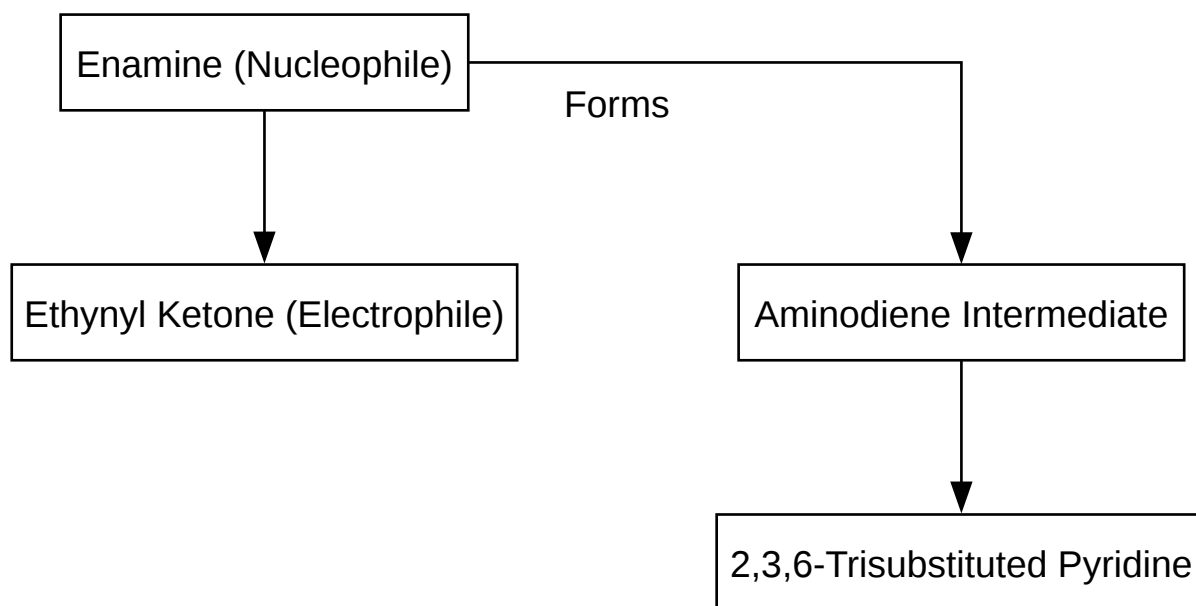 Enamine (Nucleophile)
Forms
Ethynyl Ketone (Electrophile)
Aminodiene Intermediate
2,3,6-Trisubstituted Pyridine